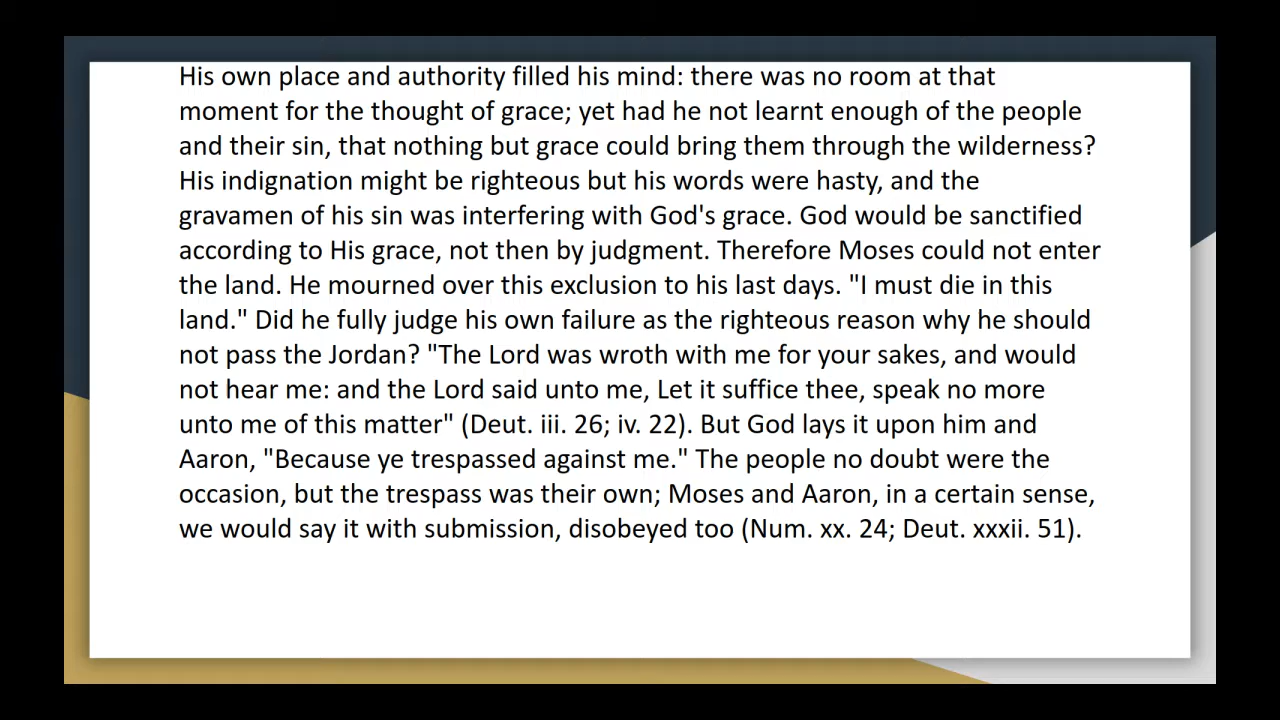 His own place and authority filled his mind: there was no room at that
moment for the thought of grace; yet had he not learnt enough of the people
and their sin, that nothing but grace could bring them through the wilderness?
His indignation might be righteous but his words were hasty, and the
gravamen of his sin was interfering with God's grace. God would be sanctified
according to His grace, not then by judgment. Therefore Moses could not enter
the land. He mourned over this exclusion to his last days. "I must die in this
land." Did he fully judge his own failure as the righteous reason why he should
not pass the Jordan? "The Lord was wroth with me for your sakes, and would
not hear me: and the Lord said unto me, Let it suffice thee, speak no more
unto me of this matter" (Deut. iii. 26; iv. 22). But God lays it upon him and
Aaron, "Because ye trespassed against me." The people no doubt were the
occasion, but the trespass was their own; Moses and Aaron, in a certain sense,
we would say it with submission, disobeyed too (Num. xx. 24; Deut. xxxii. 51).